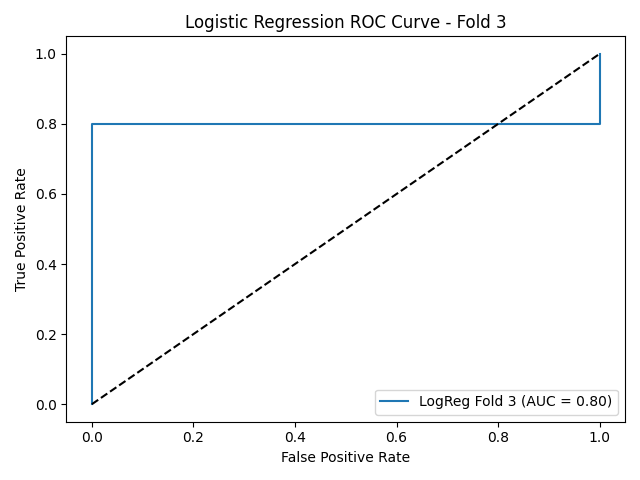 Logistic Regression ROC Curve - Fold 3
True Positive Rate
1.0
0.8
0.6
0.4
0.2
0.0
LogReg Fold 3 (AUC = 0.80)
0.0 0.2 0.4 0.6 0.8 1.0
False Positive Rate